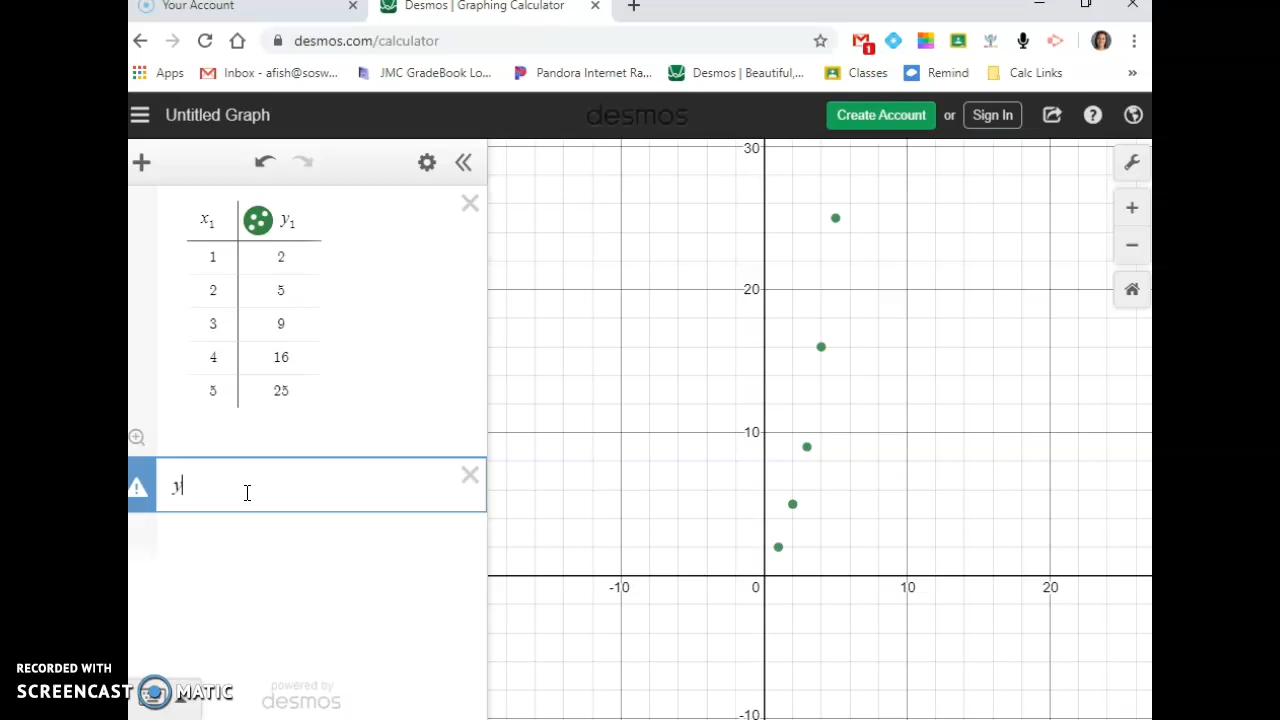 Your Account
Desmos | Graphing Calculator
desmos.com/calculator
1
Apps
Inbox - afish@sosw...
JMC GradeBook Lo...
Pandora Internet Ra...
Desmos | Beautiful,...
Classes
Remind
Calc Links
»
Untitled Graph
desmos
Create Account
or
Sign In
x1 y1
1 2
2 5
3 9
4 16
5 25
y
30
20
10
-10 0 10 20
-10
powered by
desmos
RECORDED WITH
SCREENCAST MATIC